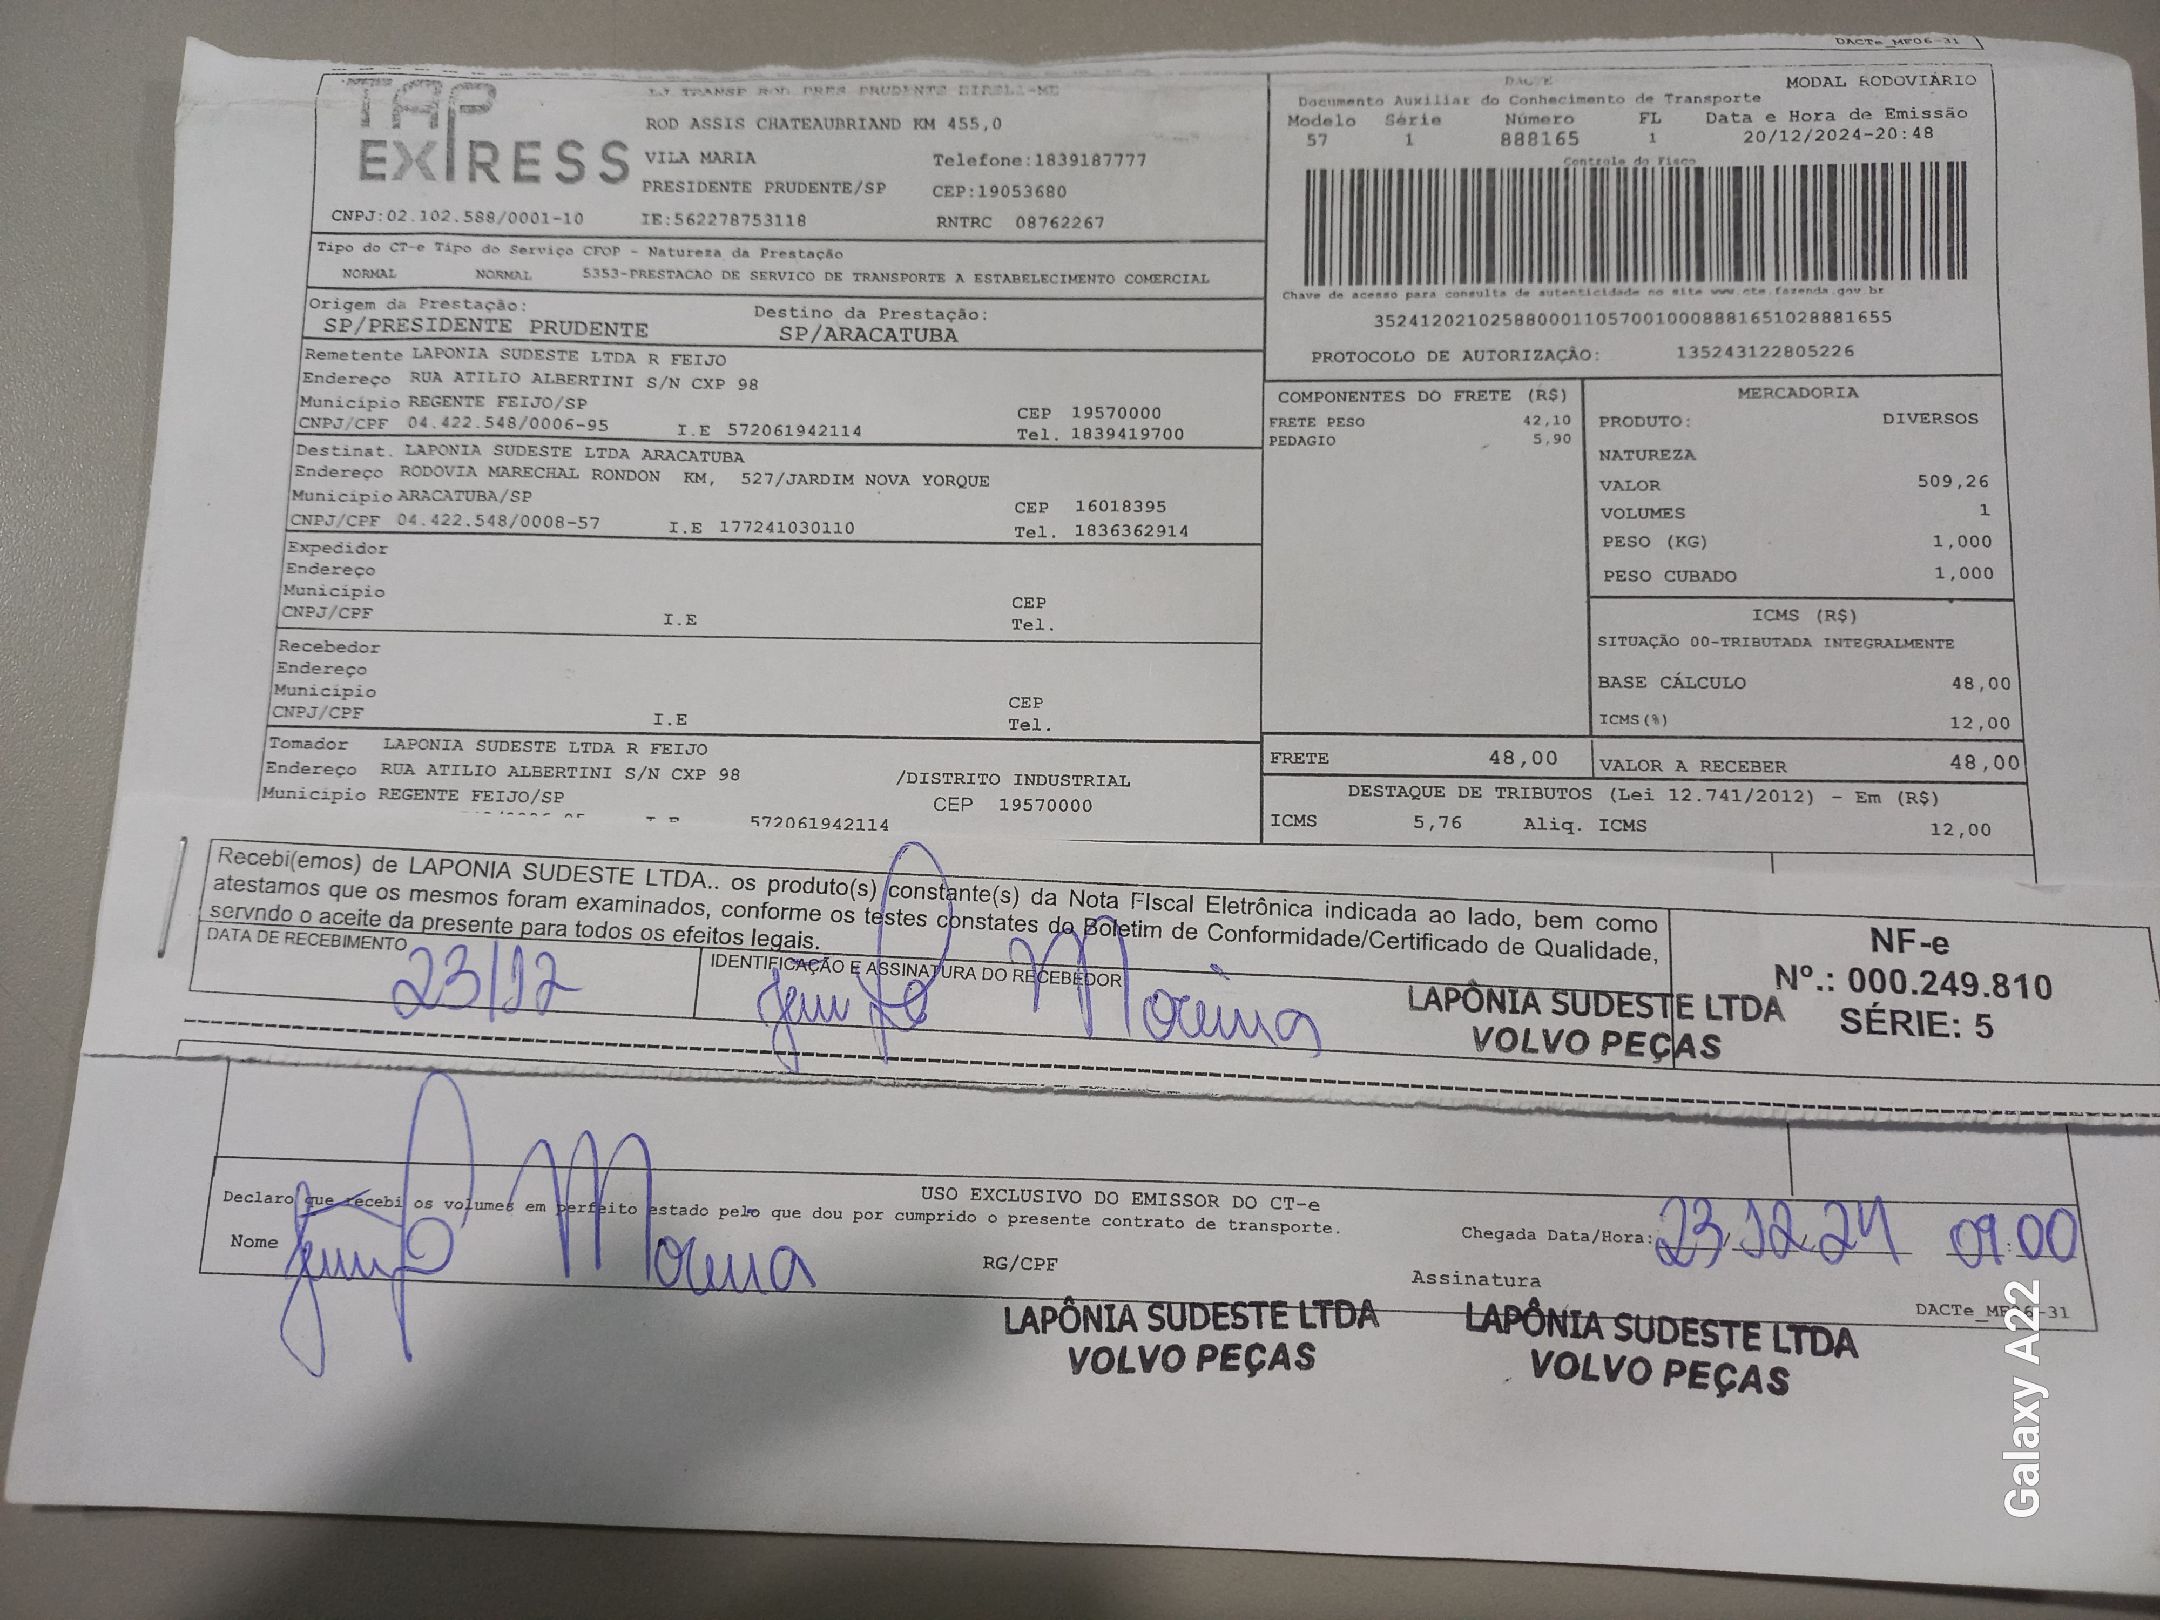 DACTe_MF06-31
TAP EXPRESS
LJ TRANSP ROD PRES PRUDENTE EIRELI-ME
ROD ASSIS CHATEAUBRIAND KM 455,0
VILA MARIA Telefone:1839187777
PRESIDENTE PRUDENTE/SP CEP:19053680
CNPJ:02.102.588/0001-10 IE:562278753118 RNTRC 08762267
DACTE MODAL RODOVIÁRIO
Documento Auxiliar do Conhecimento de Transporte
Modelo Série Número FL Data e Hora de Emissão
57 1 888165 1 20/12/2024-20:48
Controle do Fisco
Chave de acesso para consulta de autenticidade no site www.cte.fazenda.gov.br
35241202102588000110570010008881651028881655
PROTOCOLO DE AUTORIZAÇÃO: 135243122805226
Tipo do CT-e Tipo do Serviço CFOP - Natureza da Prestação
NORMAL NORMAL 5353-PRESTACAO DE SERVICO DE TRANSPORTE A ESTABELECIMENTO COMERCIAL
Origem da Prestação: Destino da Prestação:
SP/PRESIDENTE PRUDENTE SP/ARACATUBA
Remetente LAPONIA SUDESTE LTDA R FEIJO
Endereço RUA ATILIO ALBERTINI S/N CXP 98
Município REGENTE FEIJO/SP CEP 19570000
CNPJ/CPF 04.422.548/0006-95 I.E 572061942114 Tel. 1839419700
Destinat. LAPONIA SUDESTE LTDA ARACATUBA
Endereço RODOVIA MARECHAL RONDON KM, 527/JARDIM NOVA YORQUE
Município ARACATUBA/SP CEP 16018395
CNPJ/CPF 04.422.548/0008-57 I.E 177241030110 Tel. 1836362914
Expedidor
Endereço
Município CEP
CNPJ/CPF I.E Tel.
Recebedor
Endereço
Município CEP
CNPJ/CPF I.E Tel.
Tomador LAPONIA SUDESTE LTDA R FEIJO
Endereço RUA ATILIO ALBERTINI S/N CXP 98 /DISTRITO INDUSTRIAL
Município REGENTE FEIJO/SP CEP 19570000
572061942114
COMPONENTES DO FRETE (R$)
FRETE PESO 42,10
PEDAGIO 5,90
MERCADORIA
PRODUTO: DIVERSOS
NATUREZA
VALOR 509,26
VOLUMES 1
PESO (KG) 1,000
PESO CUBADO 1,000
ICMS (R$)
SITUAÇÃO 00-TRIBUTADA INTEGRALMENTE
BASE CÁLCULO 48,00
ICMS(%) 12,00
FRETE 48,00 VALOR A RECEBER 48,00
DESTAQUE DE TRIBUTOS (Lei 12.741/2012) - Em (R$)
ICMS 5,76 Aliq. ICMS 12,00
Recebi(emos) de LAPONIA SUDESTE LTDA.. os produto(s) constante(s) da Nota FIscal Eletrônica indicada ao lado, bem como
atestamos que os mesmos foram examinados, conforme os testes constates do Boletim de Conformidade/Certificado de Qualidade,
servndo o aceite da presente para todos os efeitos legais.
DATA DE RECEBIMENTO IDENTIFICAÇÃO E ASSINATURA DO RECEBEDOR
23/12 Moreira
LAPÔNIA SUDESTE LTDA
VOLVO PEÇAS
NF-e
Nº.: 000.249.810
SÉRIE: 5
USO EXCLUSIVO DO EMISSOR DO CT-e
Declaro que recebi os volumes em perfeito estado pelo que dou por cumprido o presente contrato de transporte.
Chegada Data/Hora: 23/12/24 09:00
Nome Moreira RG/CPF Assinatura
LAPÔNIA SUDESTE LTDA
VOLVO PEÇAS
LAPÔNIA SUDESTE LTDA
VOLVO PEÇAS
DACTe_MF06-31
Galaxy A22